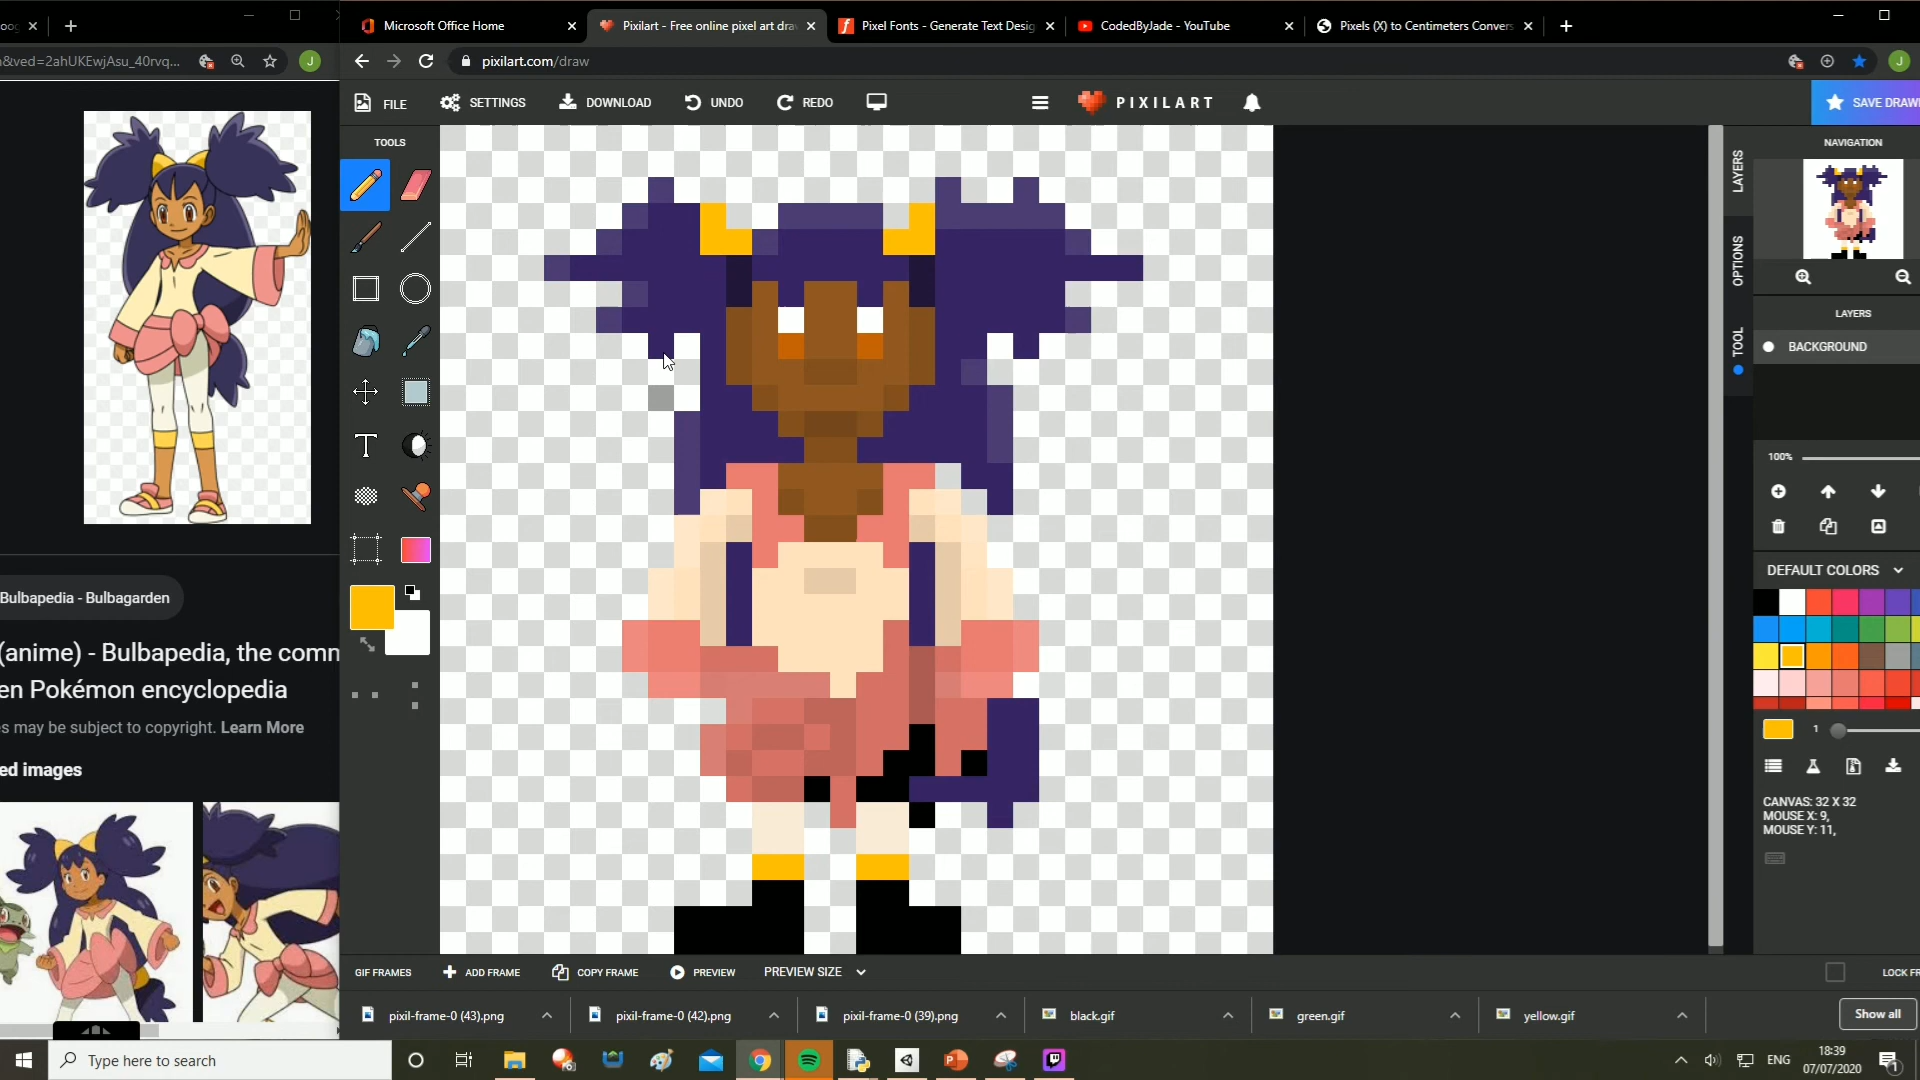 Microsoft Office Home
Pixilart - Free online pixel art dra
Pixel Fonts - Generate Text Desig
CodedByJade - YouTube
Pixels (X) to Centimeters Convers
n&ved=2ahUKEwjAsu_40rvq...
J
pixilart.com/draw
J
FILE
SETTINGS
DOWNLOAD
UNDO
REDO
PIXILART
SAVE DRAWI
TOOLS
NAVIGATION
LAYERS
OPTIONS
TOOL
LAYERS
BACKGROUND
100%
DEFAULT COLORS
1
CANVAS: 32 X 32
MOUSE X: 9,
MOUSE Y: 11,
Bulbapedia - Bulbagarden
(anime) - Bulbapedia, the comm
en Pokémon encyclopedia
s may be subject to copyright. Learn More
ed images
GIF FRAMES
ADD FRAME
COPY FRAME
PREVIEW
PREVIEW SIZE
LOCK FR
pixil-frame-0 (43).png
pixil-frame-0 (42).png
pixil-frame-0 (39).png
black.gif
green.gif
yellow.gif
Show all
Type here to search
ENG
18:39
07/07/2020
1